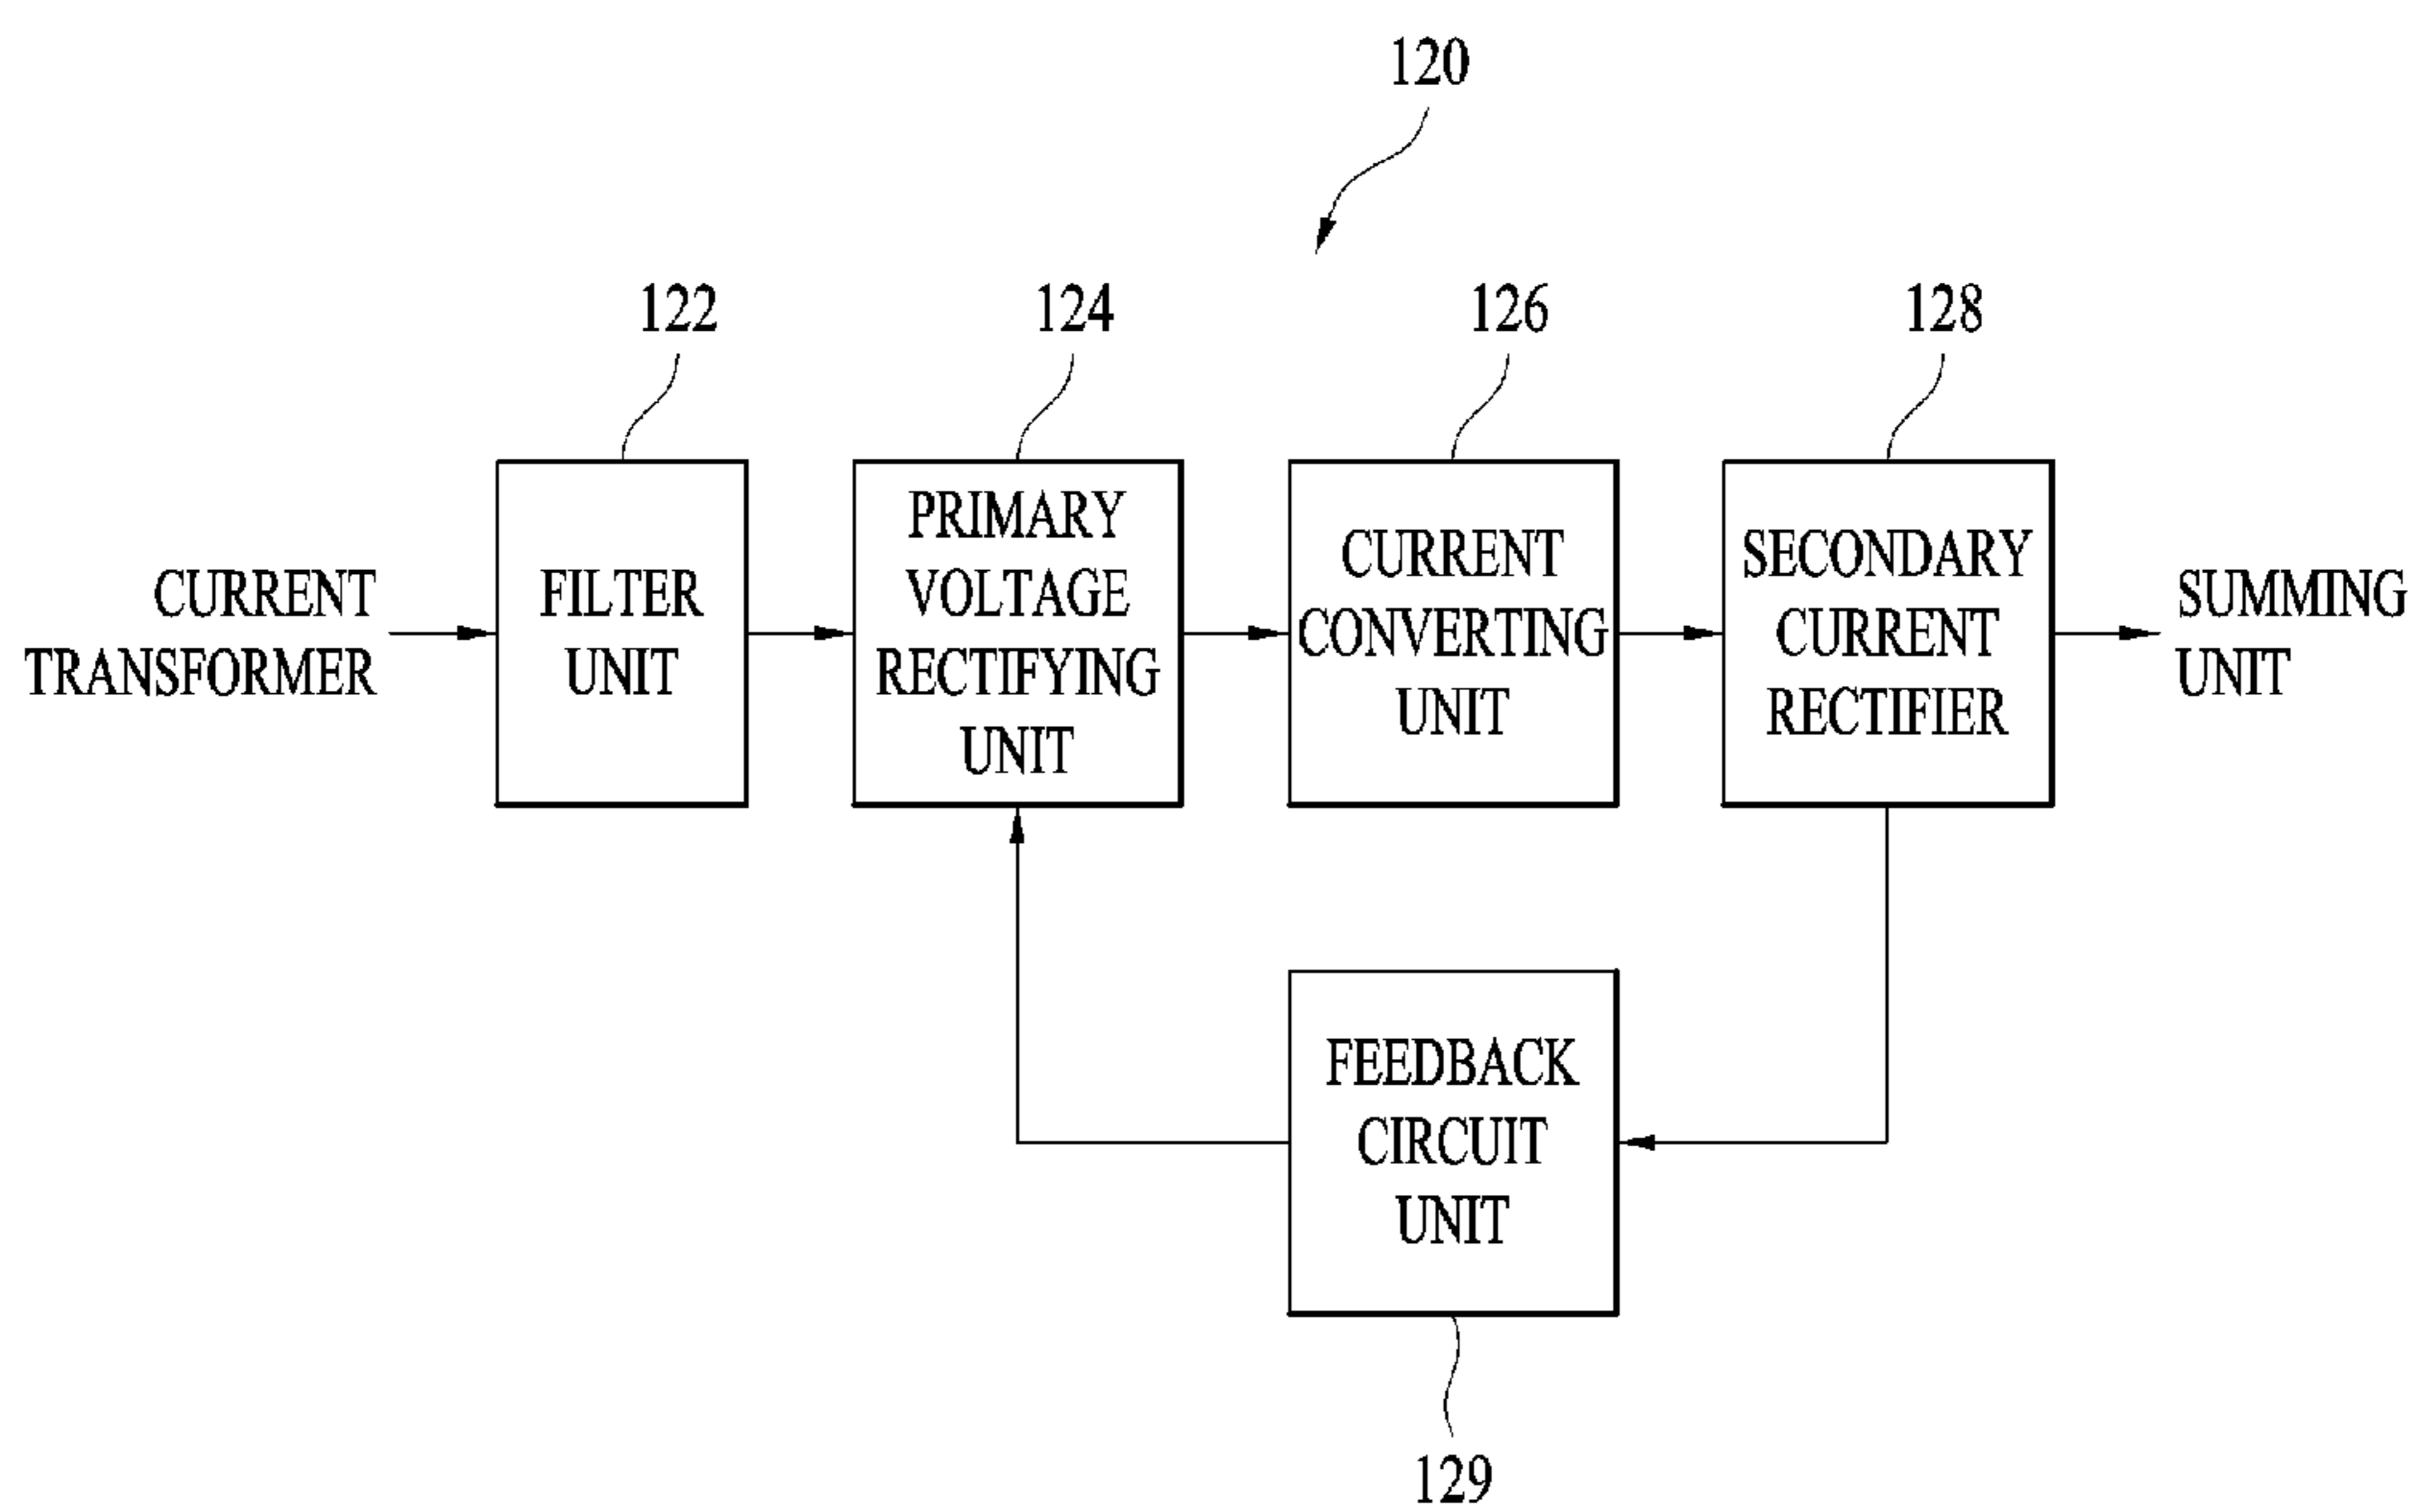 120
122
124
126
128
CURRENT
TRANSFORMER
FILTER
UNIT
PRIMARY
VOLTAGE
RECTIFYING
UNIT
CURRENT
CONVERTING
UNIT
SECONDARY
CURRENT
RECTIFIER
SUMMING
UNIT
FEEDBACK
CIRCUIT
UNIT
129